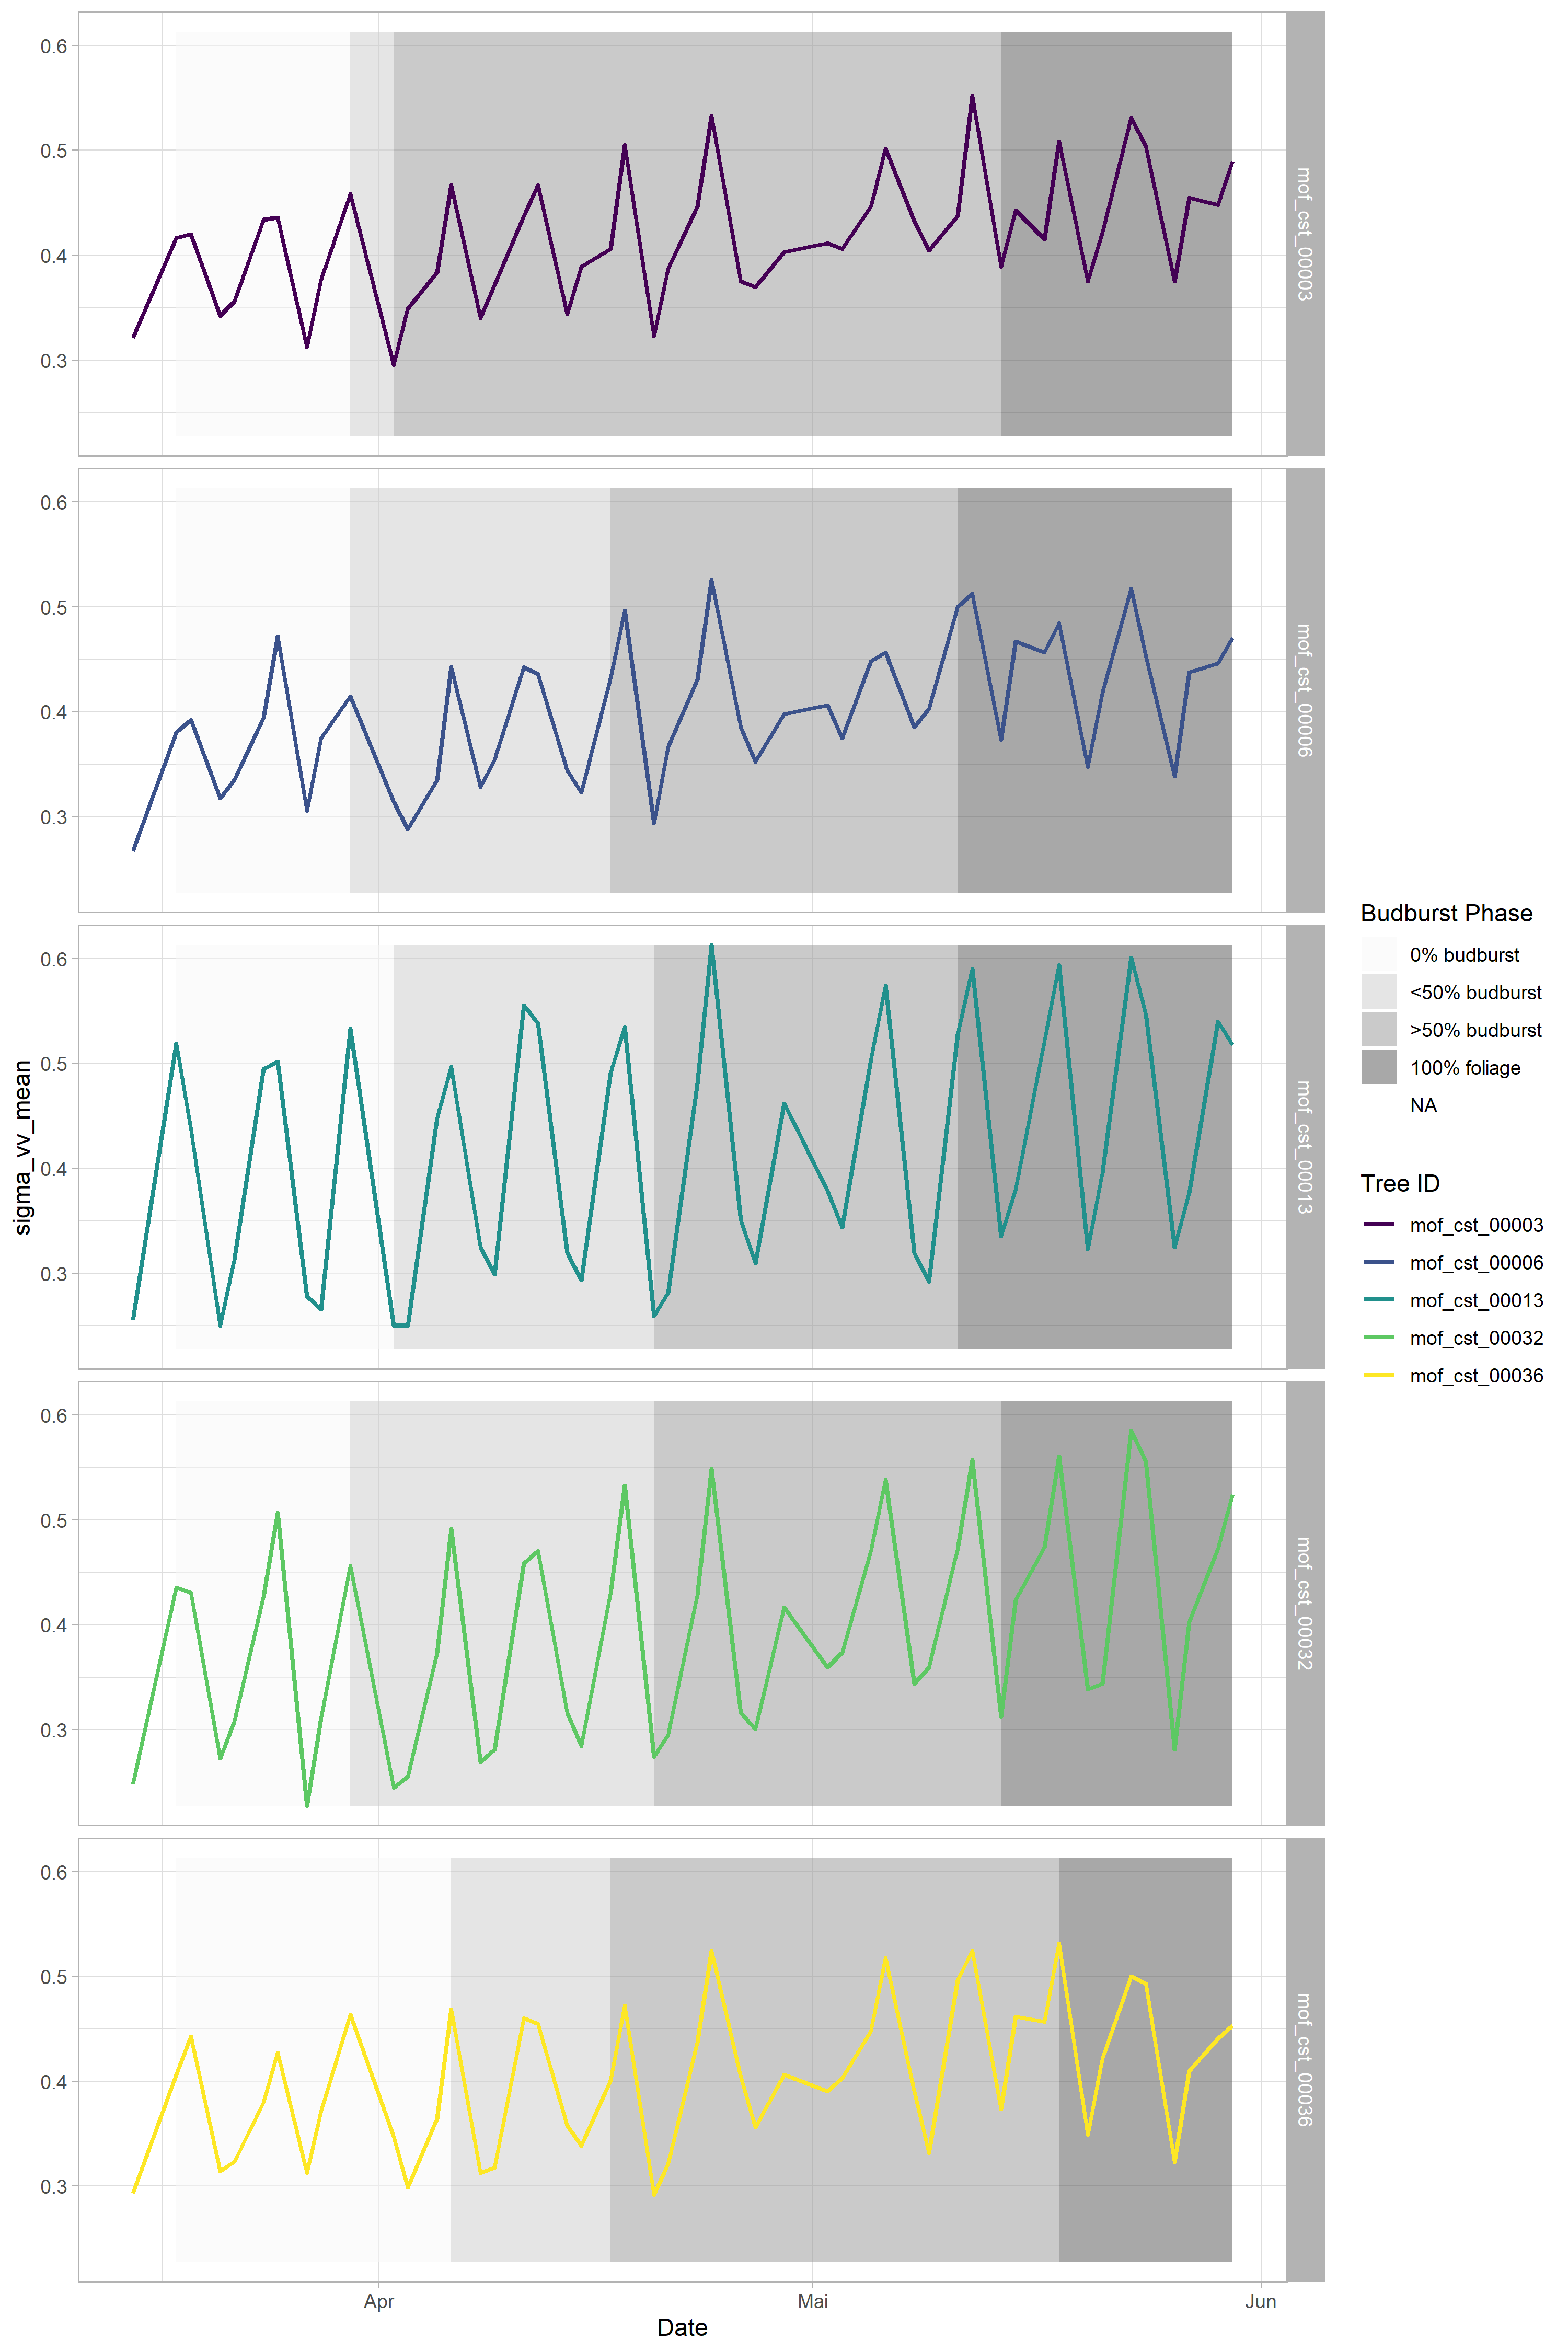 0.6
0.5
0.4
0.3
mof_cst_00003
0.6
0.5
0.4
0.3
mof_cst_00006
0.6
0.5
0.4
0.3
mof_cst_00013
0.6
0.5
0.4
0.3
mof_cst_00032
0.6
0.5
0.4
0.3
mof_cst_00036
sigma_vv_mean
Apr
Mai
Jun
Date
Budburst Phase
0% budburst
<50% budburst
>50% budburst
100% foliage
NA
Tree ID
mof_cst_00003
mof_cst_00006
mof_cst_00013
mof_cst_00032
mof_cst_00036